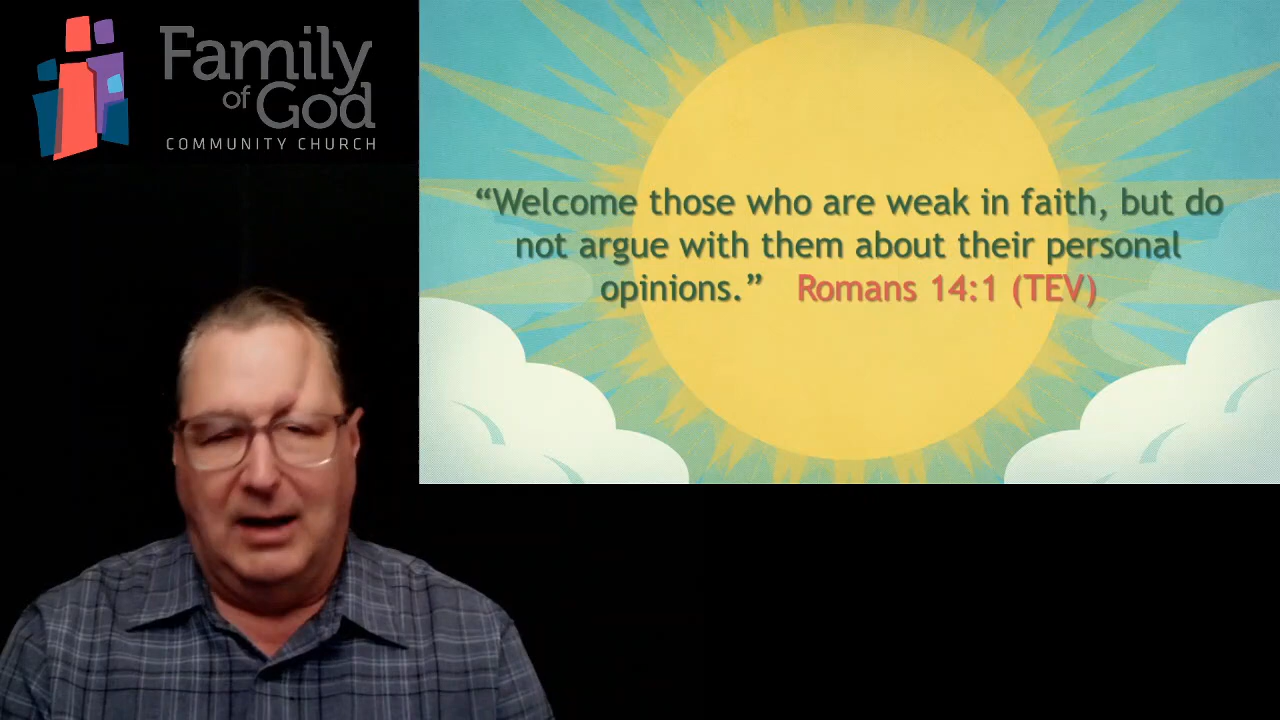 Family
of God
COMMUNITY CHURCH
“Welcome those who are weak in faith, but do
not argue with them about their personal
opinions.” Romans 14:1 (TEV)